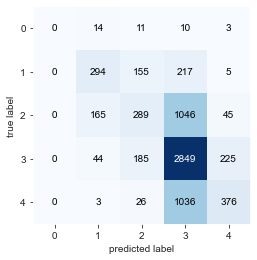 0 0 14 11 10 3
1 0 294 155 217 5
2 0 165 289 1046 45
3 0 44 185 2849 225
4 0 3 26 1036 376
0 1 2 3 4
true label
predicted label